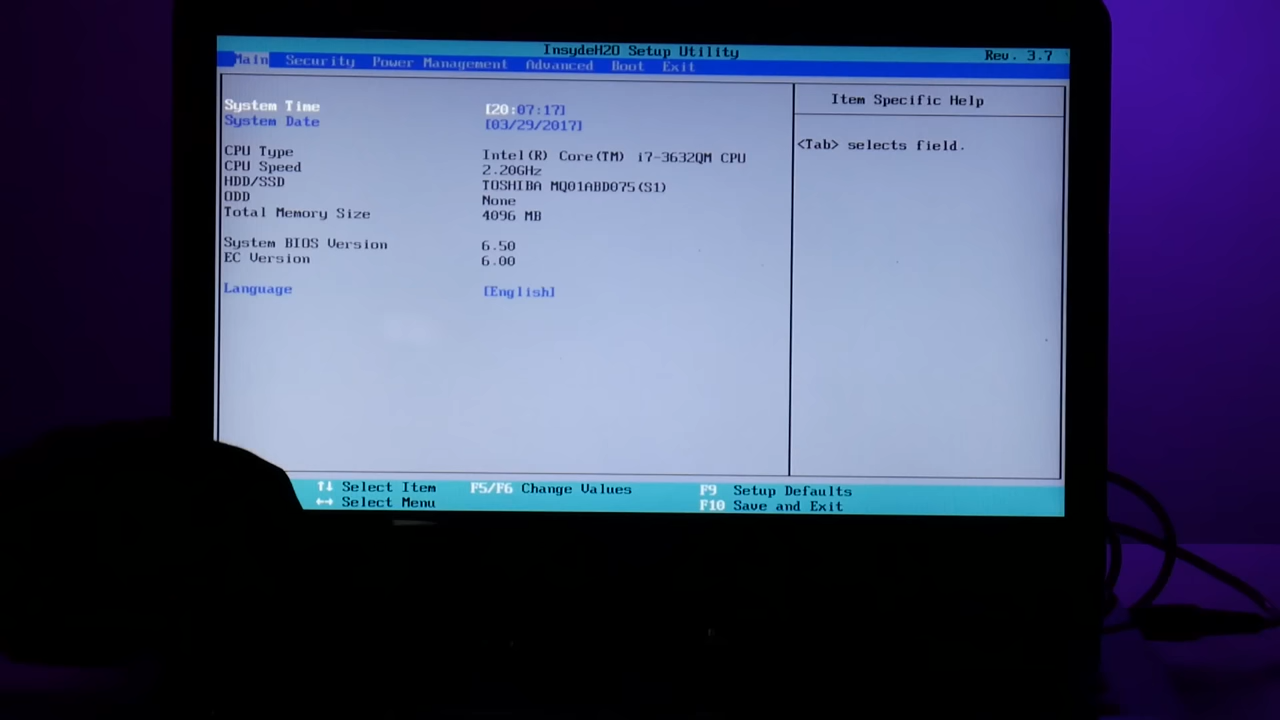 InsydeH2O Setup Utility Rev. 3.7
Main Security Power Management Advanced Boot Exit
System Time [20:07:17]
System Date [03/29/2017]
CPU Type Intel(R) Core(TM) i7-3632QM CPU
CPU Speed 2.20GHz
HDD/SSD TOSHIBA MQ01ABD075(S1)
ODD None
Total Memory Size 4096 MB
System BIOS Version 6.50
EC Version 6.00
Language [English]
Item Specific Help
<Tab> selects field.
↑↓ Select Item F5/F6 Change Values F9 Setup Defaults
↔ Select Menu F10 Save and Exit